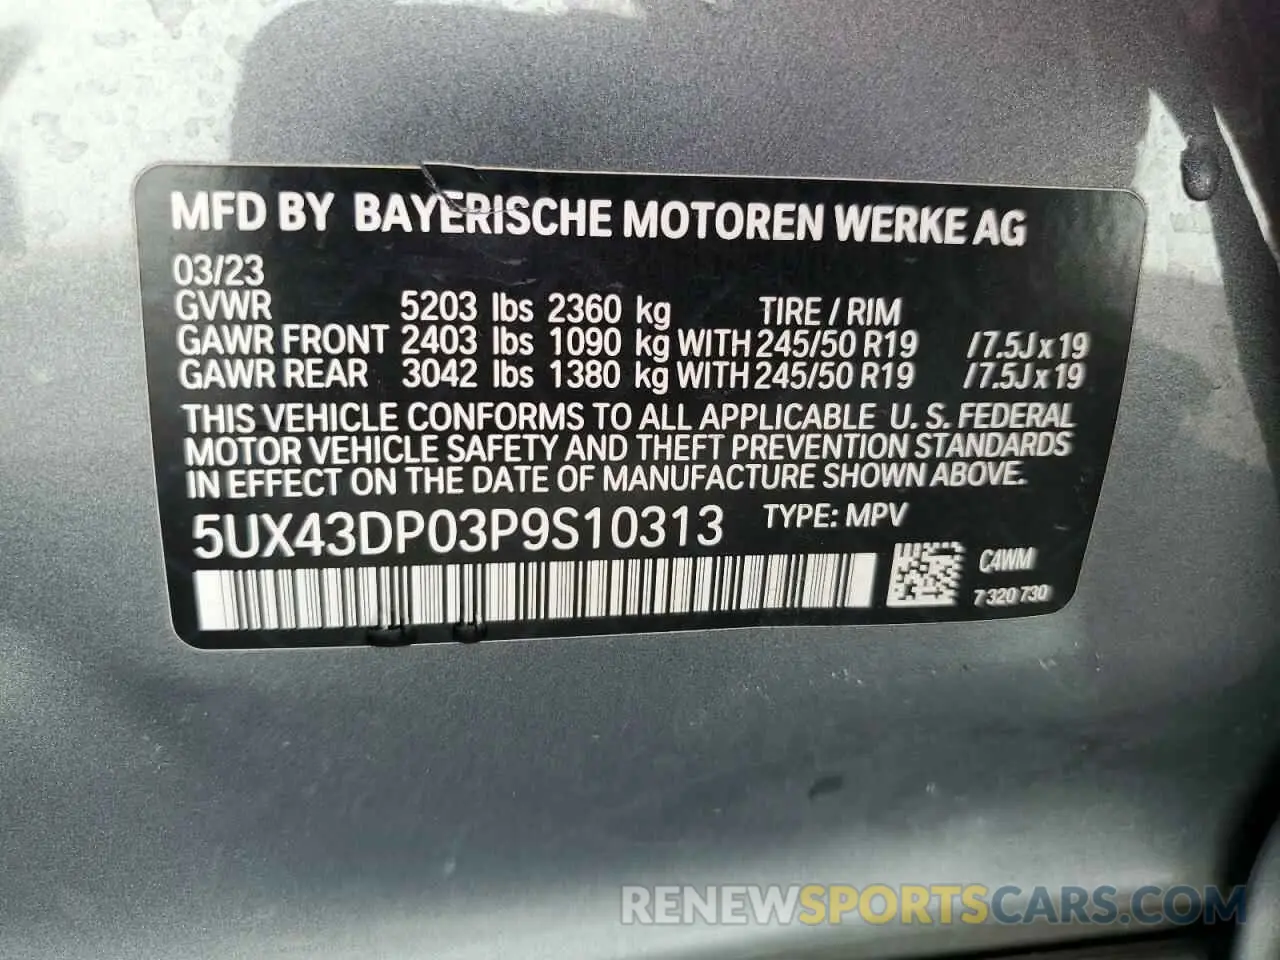 MFD BY BAYERISCHE MOTOREN WERKE AG
03/23
GVWR 5203 lbs 2360 kg TIRE / RIM
GAWR FRONT 2403 lbs 1090 kg WITH 245/50 R19 /7.5J x 19
GAWR REAR 3042 lbs 1380 kg WITH 245/50 R19 /7.5J x 19
THIS VEHICLE CONFORMS TO ALL APPLICABLE U. S. FEDERAL
MOTOR VEHICLE SAFETY AND THEFT PREVENTION STANDARDS
IN EFFECT ON THE DATE OF MANUFACTURE SHOWN ABOVE.
5UX43DP03P9S10313 TYPE: MPV
C4WM
7 320 730
RENEWSPORTSCARS.COM